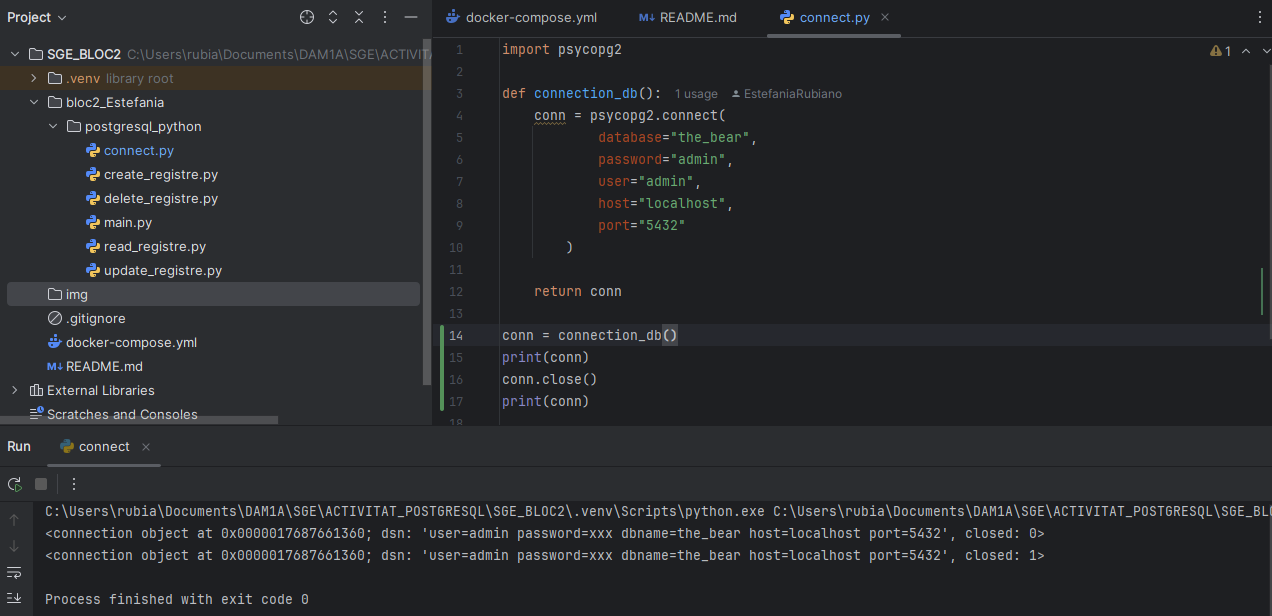 Project
SGE_BLOC2 C:\Users\rubia\Documents\DAM1A\SGE\ACTIVIT
.venv library root
bloc2_Estefania
postgresql_python
connect.py
create_registre.py
delete_registre.py
main.py
read_registre.py
update_registre.py
img
.gitignore
docker-compose.yml
M↓ README.md
External Libraries
Scratches and Consoles
docker-compose.yml M↓ README.md connect.py
1
1 import psycopg2
2
3 def connection_db(): 1 usage EstefaniaRubiano
4 conn = psycopg2.connect(
5 database="the_bear",
6 password="admin",
7 user="admin",
8 host="localhost",
9 port="5432"
10 )
11
12 return conn
13
14 conn = connection_db()
15 print(conn)
16 conn.close()
17 print(conn)
18
Run connect
C:\Users\rubia\Documents\DAM1A\SGE\ACTIVITAT_POSTGRESQL\SGE_BLOC2\.venv\Scripts\python.exe C:\Users\rubia\Documents\DAM1A\SGE\ACTIVITAT_POSTGRESQL\SGE_BL
<connection object at 0x0000017687661360; dsn: 'user=admin password=xxx dbname=the_bear host=localhost port=5432', closed: 0>
<connection object at 0x0000017687661360; dsn: 'user=admin password=xxx dbname=the_bear host=localhost port=5432', closed: 1>
Process finished with exit code 0